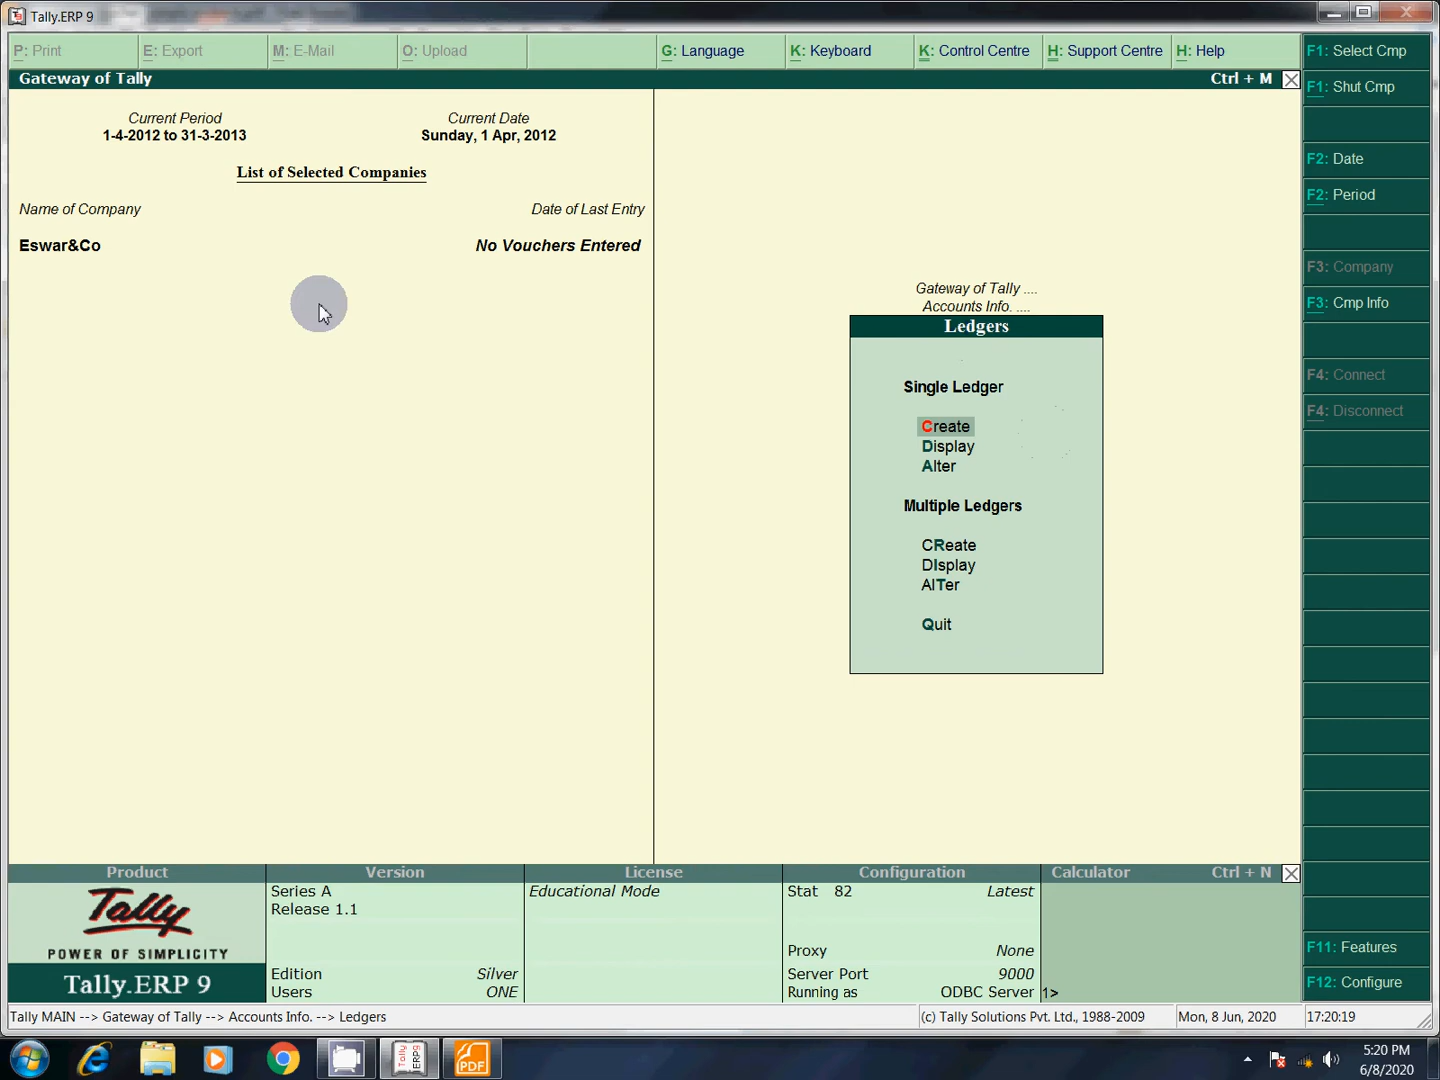 Tally.ERP 9
P: Print
E: Export
M: E-Mail
O: Upload
G: Language
K: Keyboard
K: Control Centre
H: Support Centre
H: Help
F1: Select Cmp
Gateway of Tally
Ctrl + M
F1: Shut Cmp
Current Period
1-4-2012 to 31-3-2013
Current Date
Sunday, 1 Apr, 2012
F2: Date
List of Selected Companies
F2: Period
Name of Company
Date of Last Entry
Eswar&Co
No Vouchers Entered
F3: Company
F3: Cmp Info
Gateway of Tally ....
Accounts Info. ....
Ledgers
F4: Connect
F4: Disconnect
Single Ledger
Create
Display
Alter
Multiple Ledgers
CReate
DIsplay
AlTer
Quit
F11: Features
F12: Configure
Product
Tally
POWER OF SIMPLICITY
Tally.ERP 9
Version
Series A
Release 1.1
Edition Silver
Users ONE
License
Educational Mode
Configuration
Stat 82 Latest
Proxy None
Server Port 9000
Running as ODBC Server
Calculator
Ctrl + N
1>
Tally MAIN --> Gateway of Tally --> Accounts Info. --> Ledgers
(c) Tally Solutions Pvt. Ltd., 1988-2009
Mon, 8 Jun, 2020
17:20:19
Tally
ERP9
PDF
5:20 PM
6/8/2020